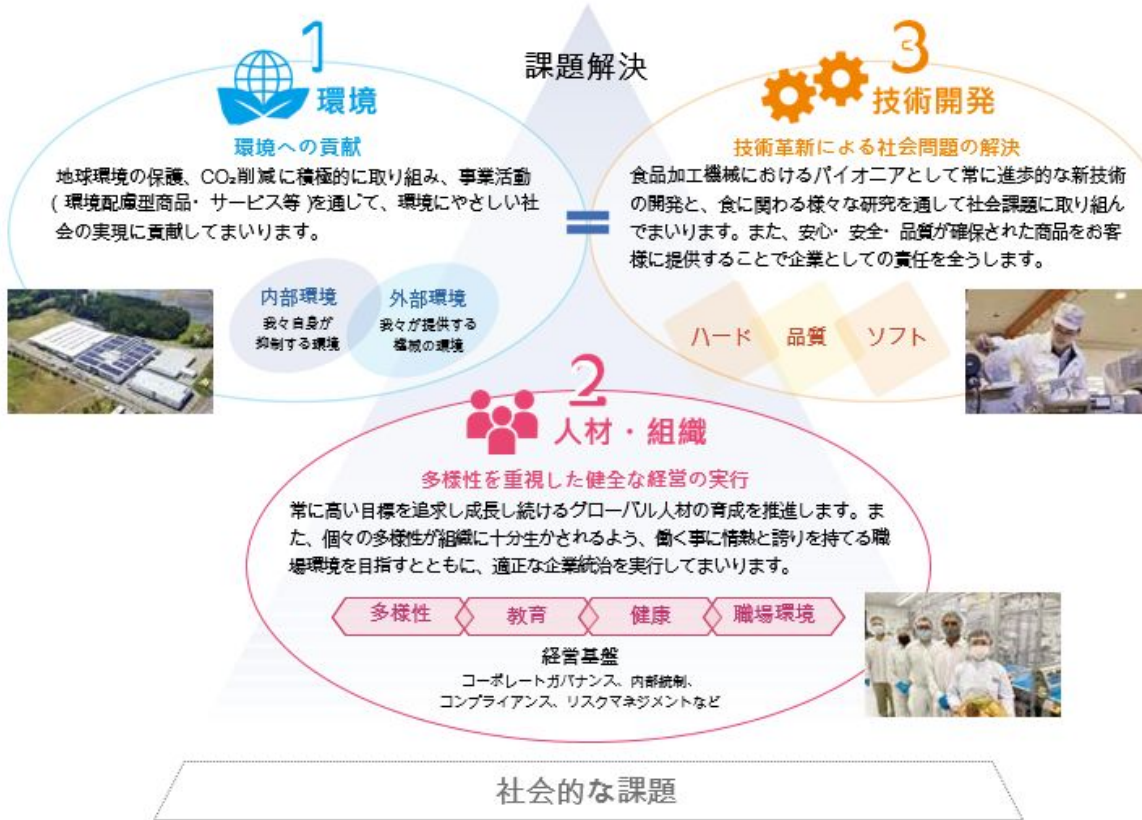 課題解決
1
環境
環境への貢献
地球環境の保護、CO₂削減に積極的に取り組み、事業活動
(環境配慮型商品・サービス等)を通じて、環境にやさしい社
会の実現に貢献してまいります。
内部環境
我々自身が
抑制する環境
外部環境
我々が提供する
機械の環境
=
3
技術開発
技術革新による社会問題の解決
食品加工機械におけるパイオニアとして常に進歩的な新技術
の開発と、食に関わる様々な研究を通して社会課題に取り組ん
でまいります。また、安心・安全・品質が確保された商品をお客
様に提供することで企業としての責任を全うします。
ハード 品質 ソフト
2
人材・組織
多様性を重視した健全な経営の実行
常に高い目標を追求し成長し続けるグローバル人材の育成を推進します。ま
た、個々の多様性が組織に十分生かされるよう、働く事に情熱と誇りを持てる職
場環境を目指すとともに、適正な企業統治を実行してまいります。
多様性 教育 健康 職場環境
経営基盤
コーポレートガバナンス、内部統制、
コンプライアンス、リスクマネジメントなど
社会的な課題